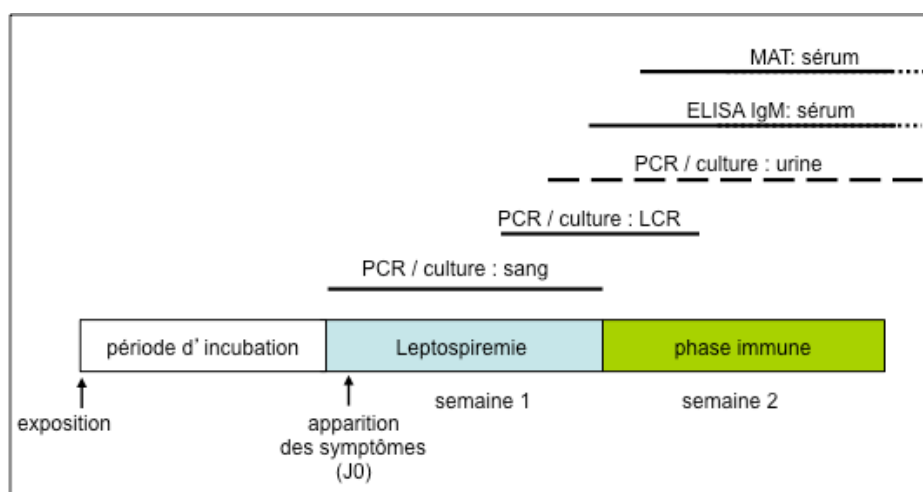 MAT: sérum
ELISA IgM: sérum
PCR / culture : urine
PCR / culture : LCR
PCR / culture : sang
période d' incubation
Leptospiremie
phase immune
exposition
apparition
des symptômes
(J0)
semaine 1
semaine 2